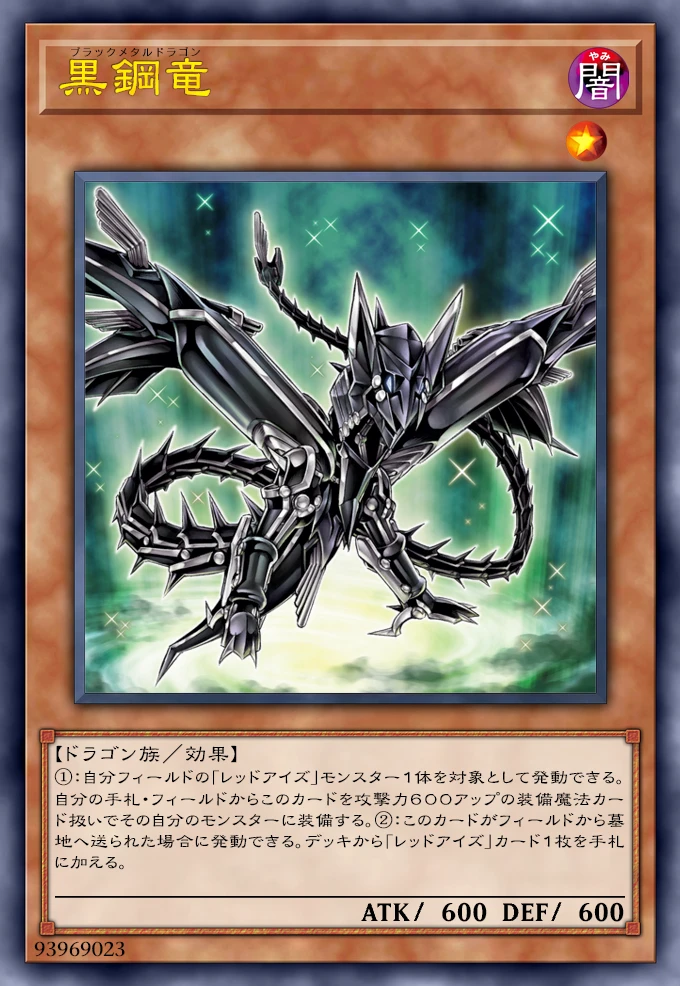 ブラックメタルドラゴン
黒鋼竜
やみ
闇
【ドラゴン族／効果】
①：自分フィールドの「レッドアイズ」モンスター１体を対象として発動できる。
自分の手札・フィールドからこのカードを攻撃力６００アップの装備魔法カー
ド扱いでその自分のモンスターに装備する。②：このカードがフィールドから墓
地へ送られた場合に発動できる。デッキから「レッドアイズ」カード１枚を手札
に加える。
ATK/ 600 DEF/ 600
93969023